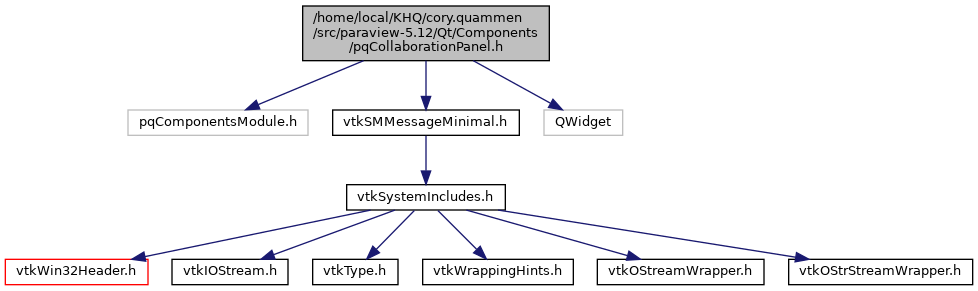 /home/local/KHQ/cory.quammen
/src/paraview-5.12/Qt/Components
/pqCollaborationPanel.h
pqComponentsModule.h
vtkSMMessageMinimal.h
QWidget
vtkSystemIncludes.h
vtkWin32Header.h
vtkIOStream.h
vtkType.h
vtkWrappingHints.h
vtkOStreamWrapper.h
vtkOStrStreamWrapper.h